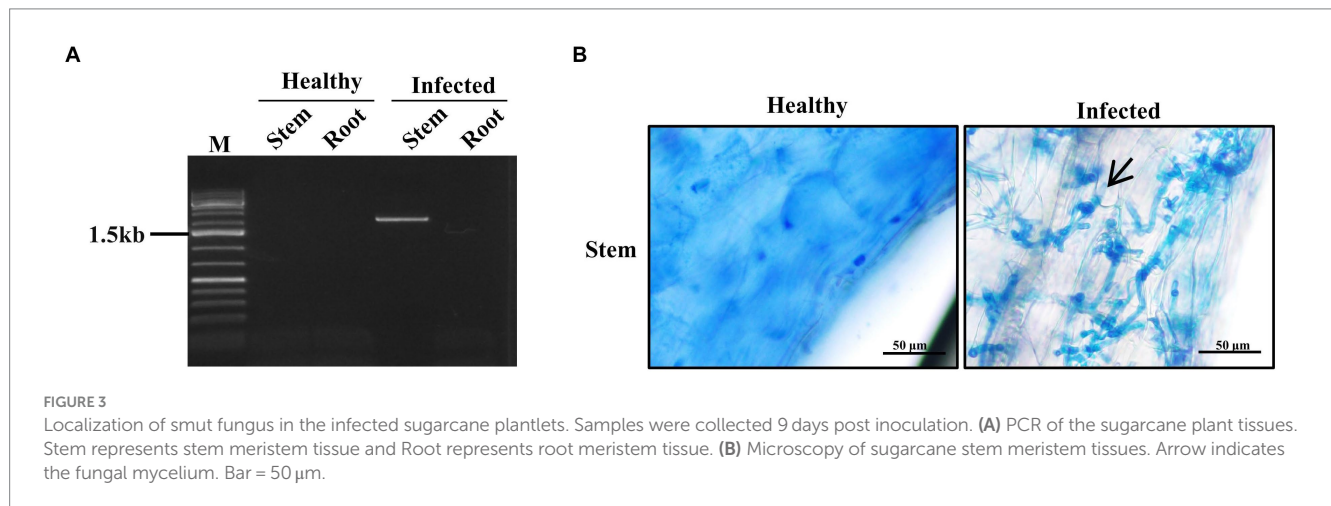 A
Healthy
Infected
M
Stem
Root
Stem
Root
1.5kb
B
Healthy
Infected
Stem
50 µm
50 µm
FIGURE 3
Localization of smut fungus in the infected sugarcane plantlets. Samples were collected 9 days post inoculation. (A) PCR of the sugarcane plant tissues.
Stem represents stem meristem tissue and Root represents root meristem tissue. (B) Microscopy of sugarcane stem meristem tissues. Arrow indicates
the fungal mycelium. Bar = 50 µm.